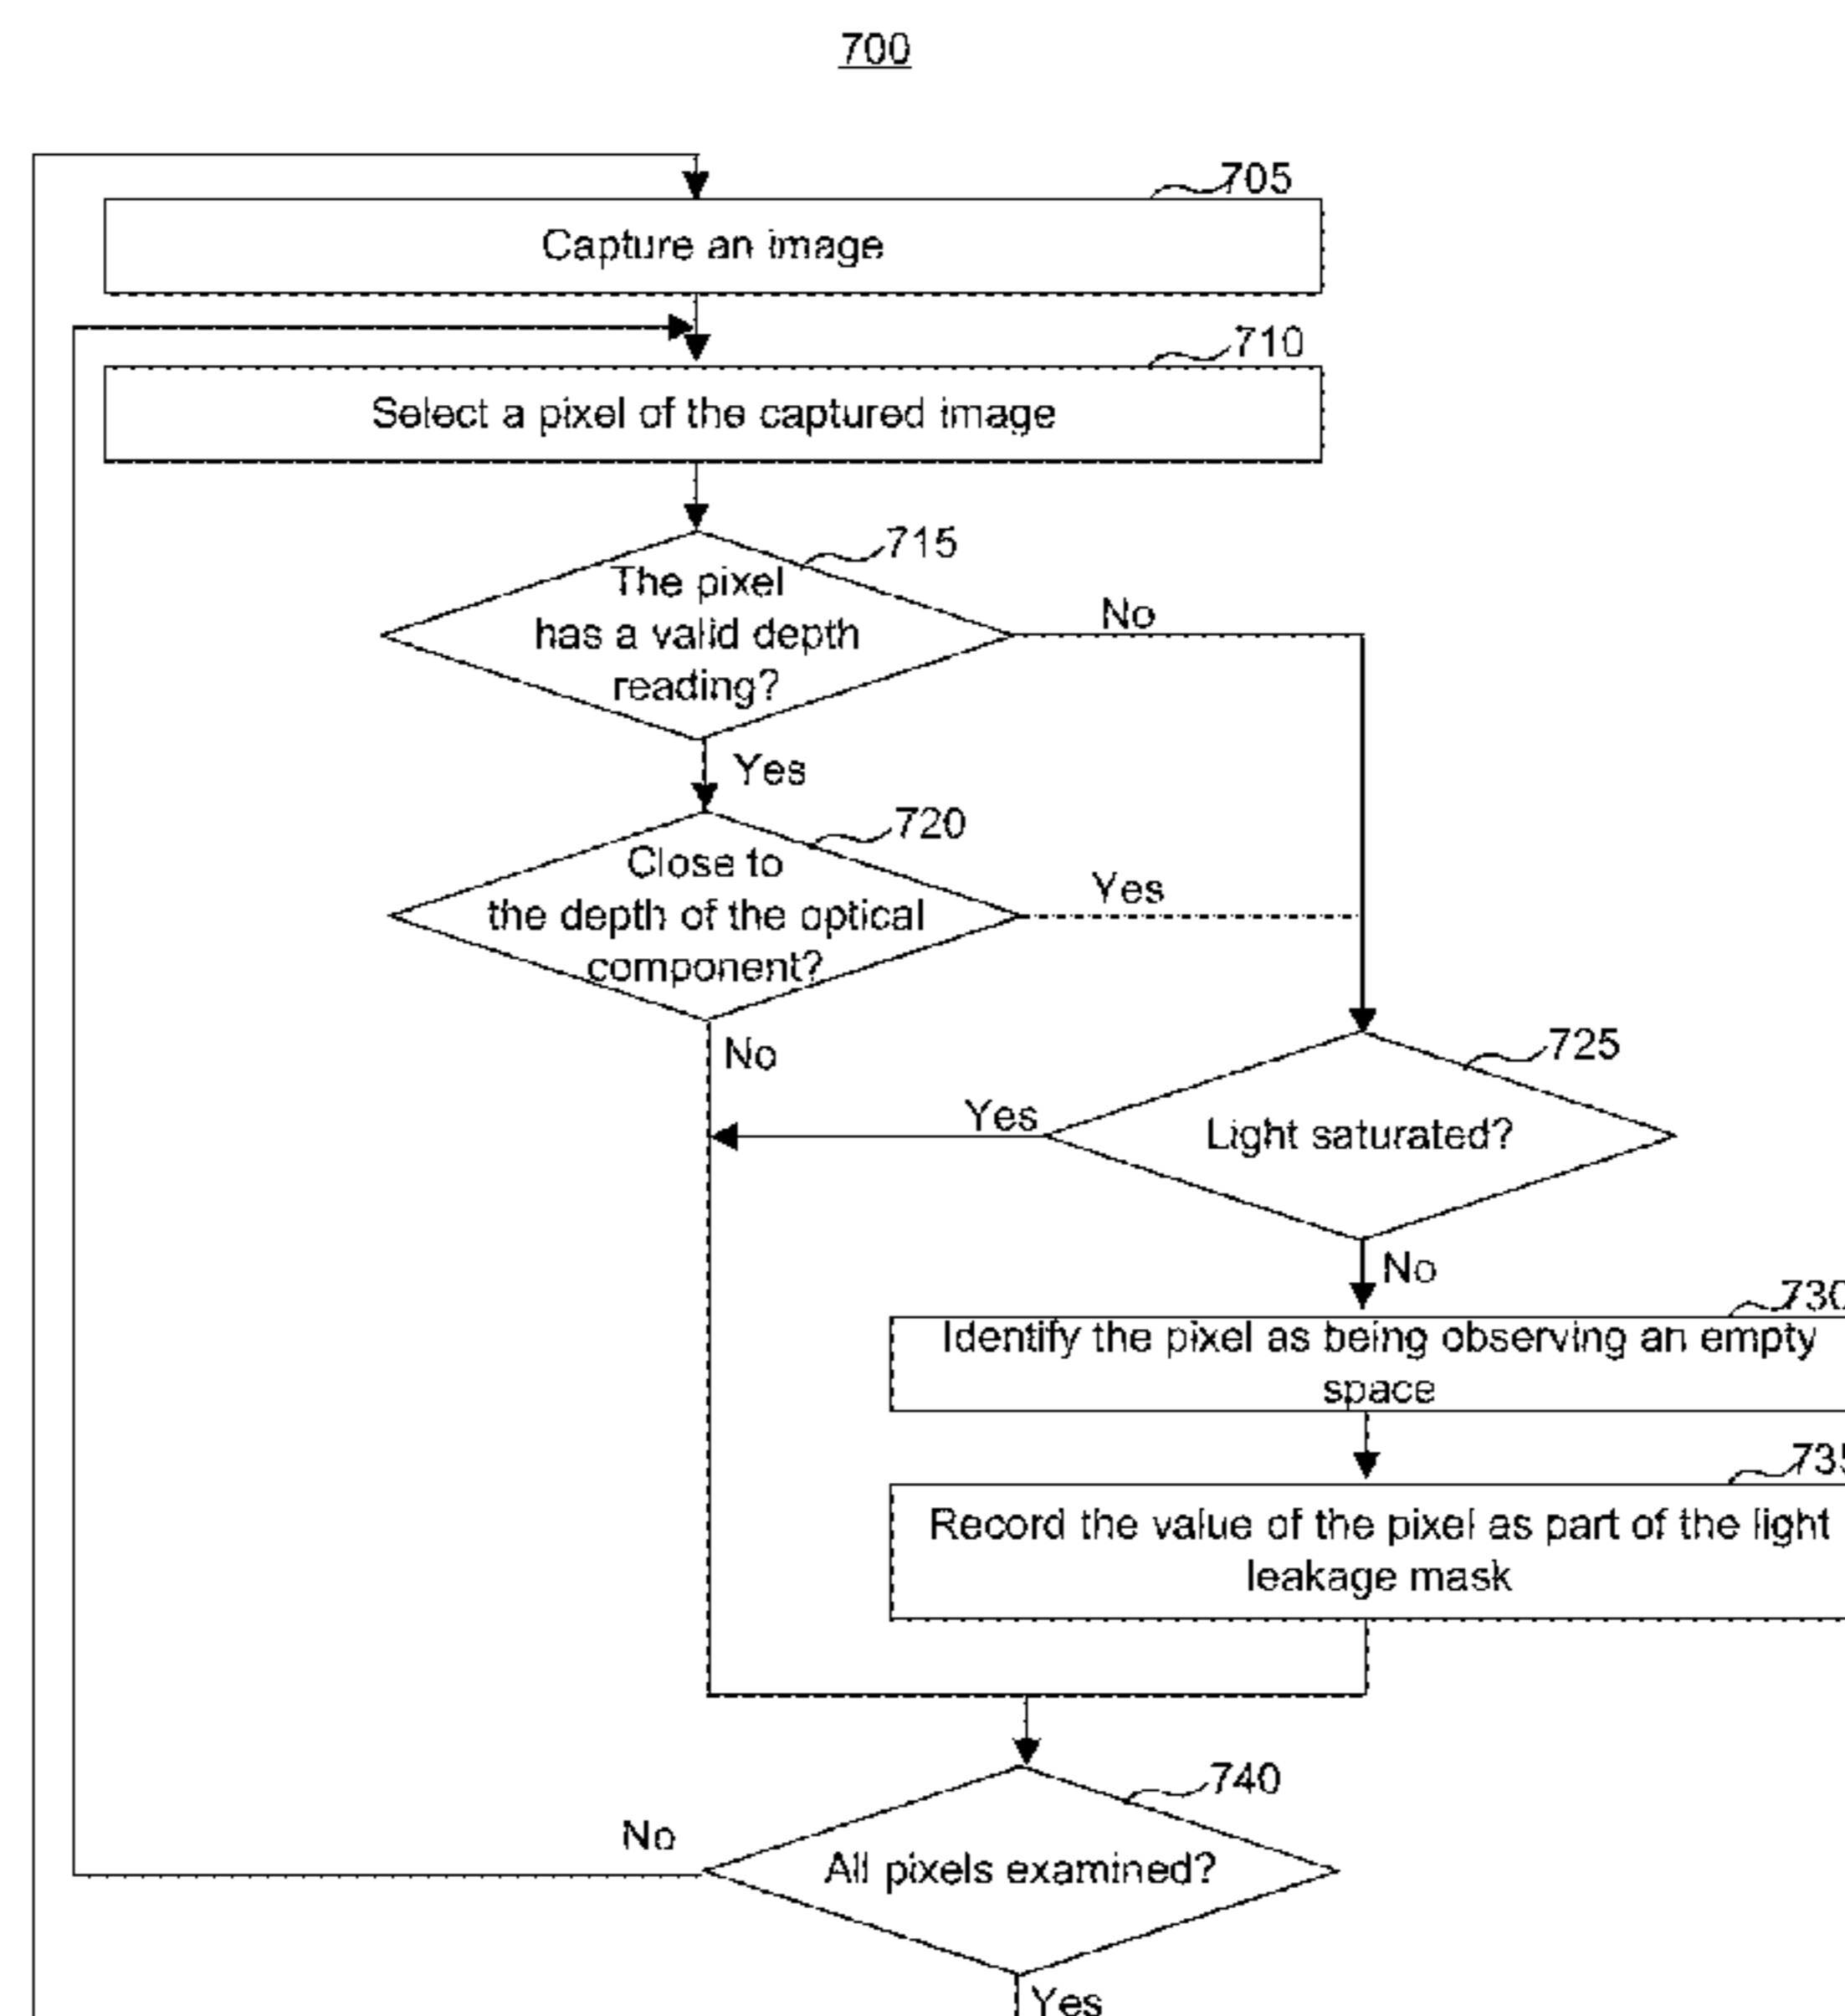 700
705
Capture an image
710
Select a pixel of the captured image
715
The pixel
has a valid depth
reading?
No
Yes
720
Close to
the depth of the optical
component?
Yes
No
725
Light saturated?
Yes
No
730
Identify the pixel as being observing an empty
space
735
Record the value of the pixel as part of the light
leakage mask
740
All pixels examined?
No
Yes